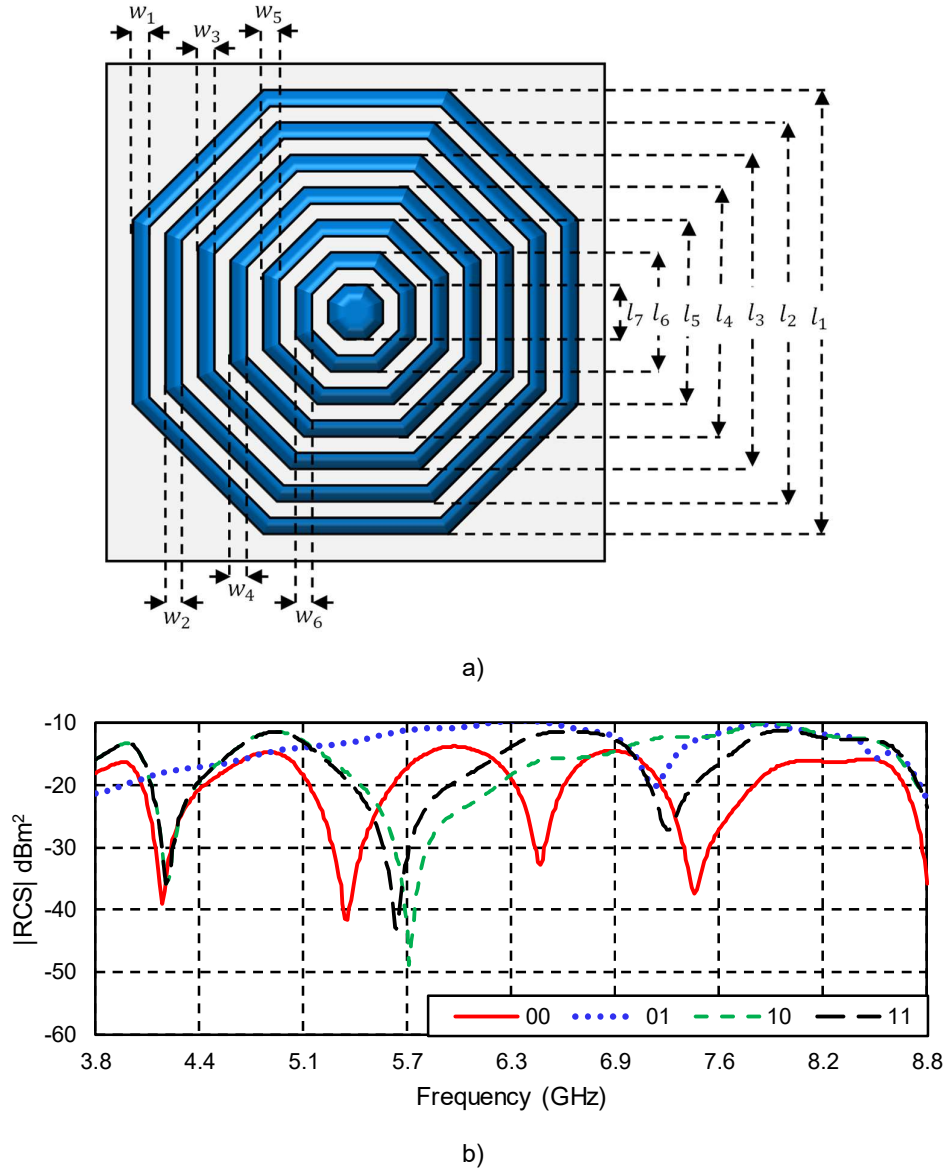 w₁ w₃ w₅
l₇ l₆ l₅ l₄ l₃ l₂ l₁
w₂ w₄ w₆
a)
-10
-20
-30
-40
-50
-60
|RCS| dBm²
00 01 10 11
3.8 4.4 5.1 5.7 6.3 6.9 7.6 8.2 8.8
Frequency (GHz)
b)